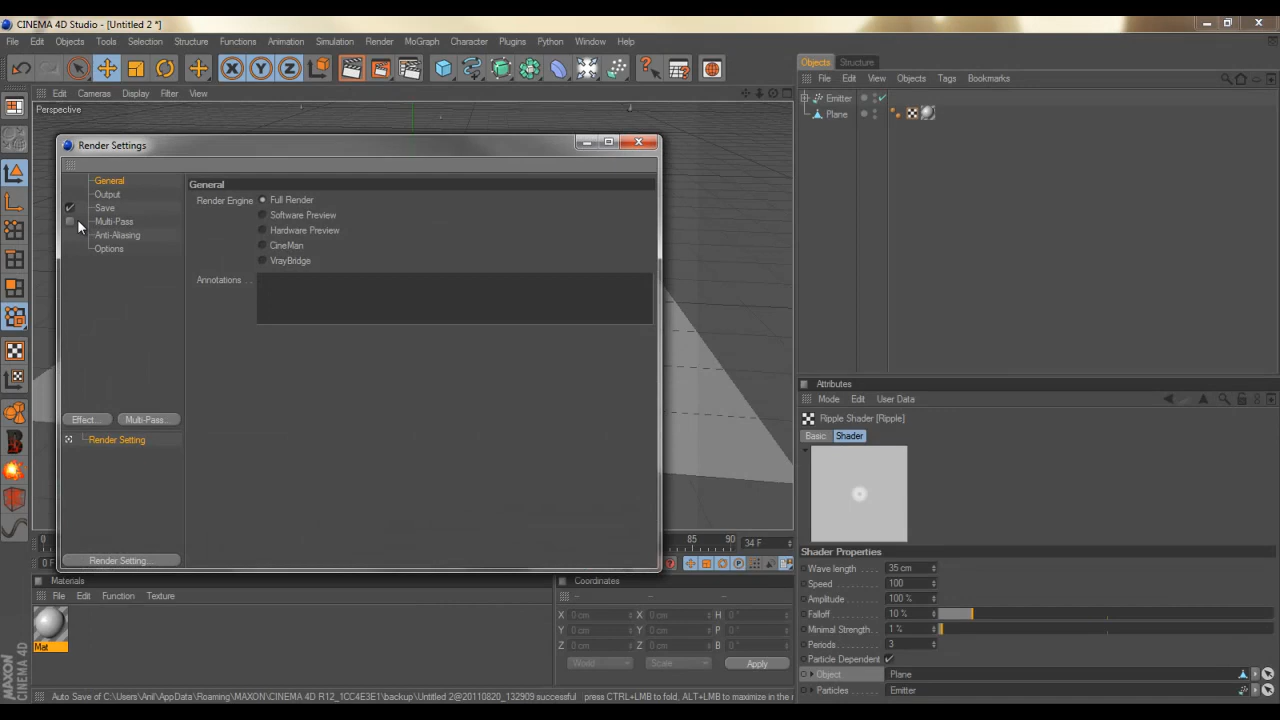 CINEMA 4D Studio - [Untitled 2 *]
File Edit Objects Tools Selection Structure Functions Animation Simulation Render MoGraph Character Plugins Python Window Help
Edit Cameras Display Filter View
Perspective
Render Settings
General
Output
Save
Multi-Pass
Anti-Aliasing
Options
Effect... Multi-Pass...
Render Setting
Render Setting...
General
Render Engine Full Render
Software Preview
Hardware Preview
CineMan
VrayBridge
Annotations . .
0 85 90 34 F
0 F
Objects Structure
File Edit View Objects Tags Bookmarks
Emitter
Plane
Attributes
Mode Edit User Data
Ripple Shader [Ripple]
Basic Shader
Shader Properties
Wave length 35 cm
Speed 100
Amplitude 100 %
Falloff 10 %
Minimal Strength. . 1 %
Periods 3
Particle Dependent
Object Plane
Particles Emitter
Materials
File Edit Function Texture
Mat
Coordinates
-- -- --
X 0 cm X 0 cm H 0 °
Y 0 cm Y 0 cm P 0 °
Z 0 cm Z 0 cm B 0 °
World Scale Apply
MAXON
CINEMA 4D
Auto Save of C:\Users\Anil\AppData\Roaming\MAXON\CINEMA 4D R12_1CC4E3E1\backup\Untitled 2@20110820_132909 successful press CTRL+LMB to fold, ALT+LMB to maximize in the m